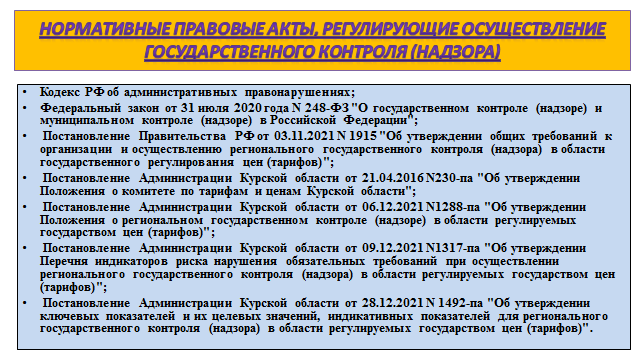 НОРМАТИВНЫЕ ПРАВОВЫЕ АКТЫ, РЕГУЛИРУЮЩИЕ ОСУЩЕСТВЛЕНИЕ
ГОСУДАРСТВЕННОГО КОНТРОЛЯ (НАДЗОРА)
• Кодекс РФ об административных правонарушениях;
• Федеральный закон от 31 июля 2020 года N 248-ФЗ "О государственном контроле (надзоре) и
муниципальном контроле (надзоре) в Российской Федерации";
• Постановление Правительства РФ от 03.11.2021 N 1915 "Об утверждении общих требований к
организации и осуществлению регионального государственного контроля (надзора) в области
государственного регулирования цен (тарифов)";
• Постановление Администрации Курской области от 21.04.2016 N230-па "Об утверждении
Положения о комитете по тарифам и ценам Курской области";
• Постановление Администрации Курской области от 06.12.2021 N1288-па "Об утверждении
Положения о региональном государственном контроле (надзоре) в области регулируемых
государством цен (тарифов)";
• Постановление Администрации Курской области от 09.12.2021 N1317-па "Об утверждении
Перечня индикаторов риска нарушения обязательных требований при осуществлении
регионального государственного контроля (надзора) в области регулируемых государством цен
(тарифов)";
• Постановление Администрации Курской области от 28.12.2021 N 1492-па "Об утверждении
ключевых показателей и их целевых значений, индикативных показателей для регионального
государственного контроля (надзора) в области регулируемых государством цен (тарифов)".